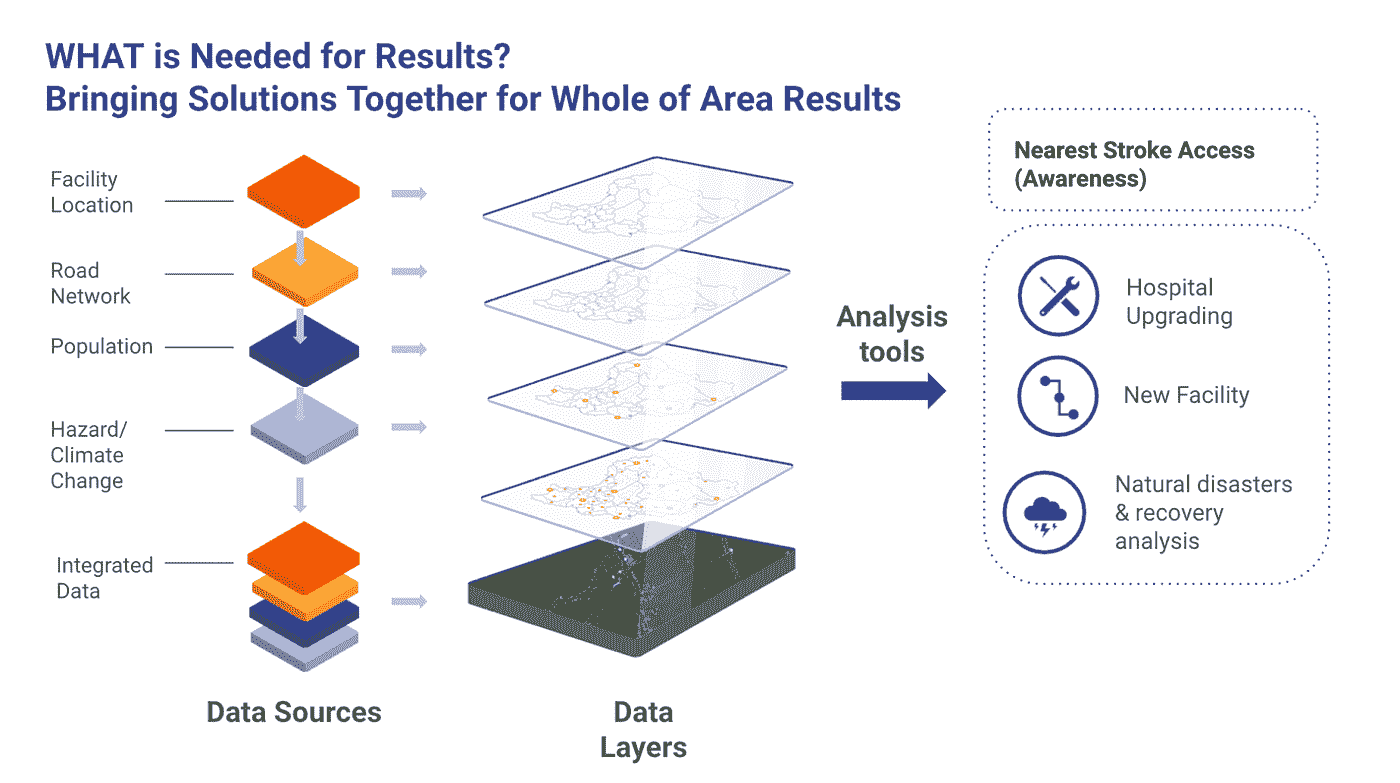 WHAT is Needed for Results?
Bringing Solutions Together for Whole of Area Results
Facility
Location
Road
Network
Population
Hazard/
Climate
Change
Integrated
Data
Data Sources
Data
Layers
Analysis
tools
Nearest Stroke Access
(Awareness)
Hospital
Upgrading
New Facility
Natural disasters
& recovery
analysis